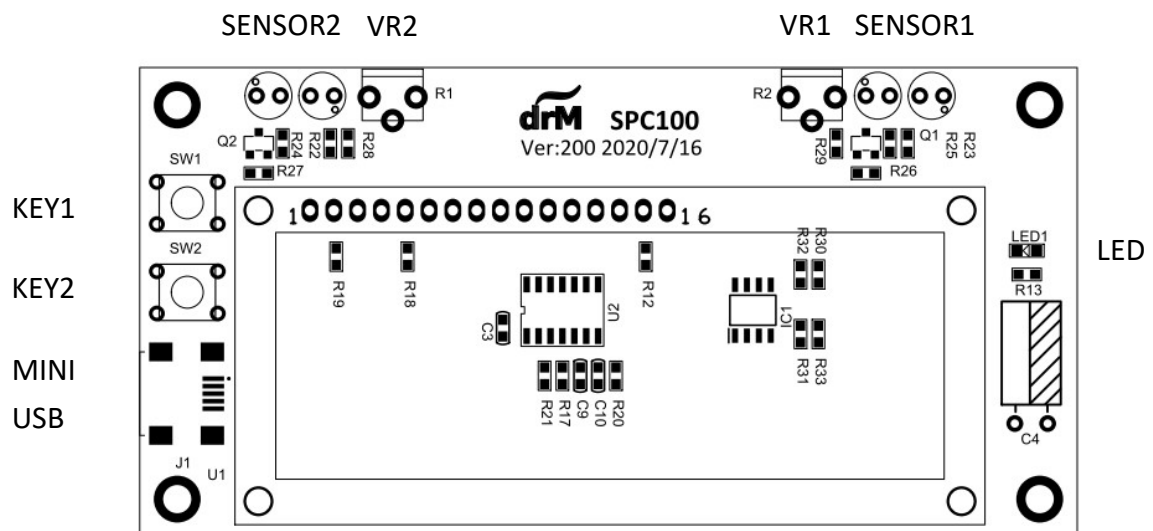 SENSOR2 VR2 VR1 SENSOR1
R1 R2
drM SPC100
Ver:200 2020/7/16
Q2 R24 R22 R28 R29 Q1 R25 R23
SW1 R27 R26
KEY1
1 16
SW2
R32 R30 LED1 LED
KEY2 R19 R18 R12 R13
C3 U2 IC1
R31 R33
MINI
USB
R21 R17 C9 C10 R20
C4
J1 U1